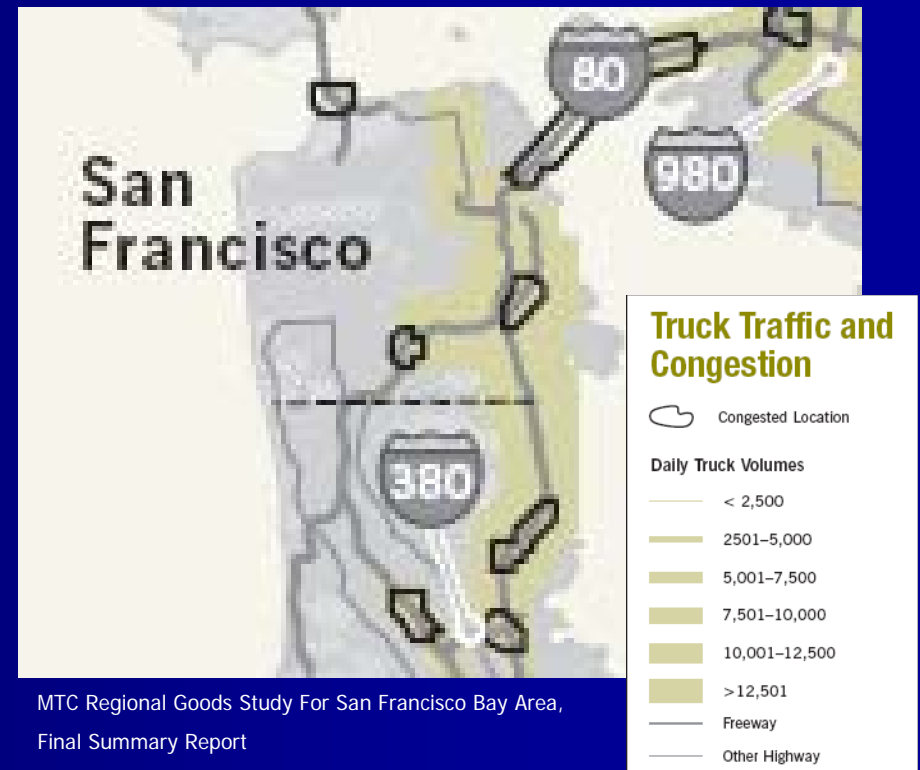 80
980
San
Francisco
380
Truck Traffic and
Congestion
Congested Location
Daily Truck Volumes
< 2,500
2501–5,000
5,001–7,500
7,501–10,000
10,001–12,500
>12,501
Freeway
Other Highway
MTC Regional Goods Study For San Francisco Bay Area,
Final Summary Report